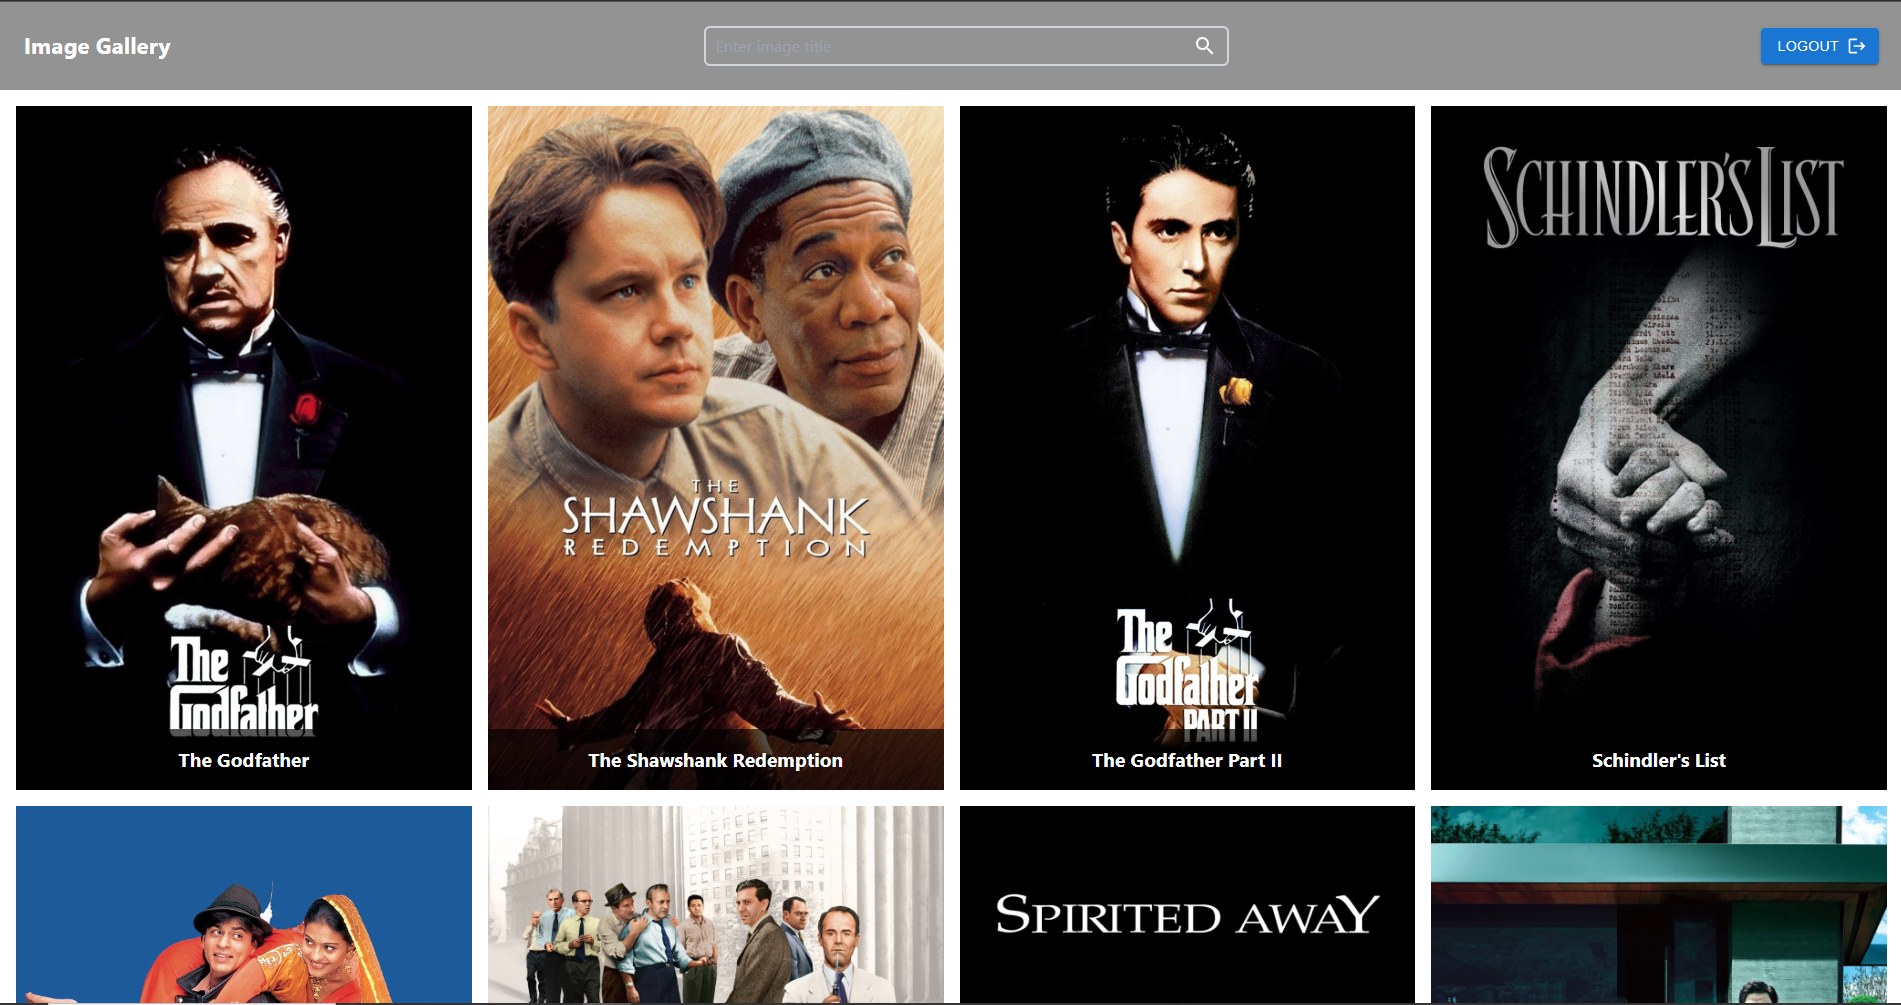 Image Gallery
Enter image title
LOGOUT
THE
SHAWSHANK
REDEMPTION
SCHINDLER'S LIST
The
Godfather
The
Godfather
PART II
The Godfather
The Shawshank Redemption
The Godfather Part II
Schindler's List
SPIRITED AWAY